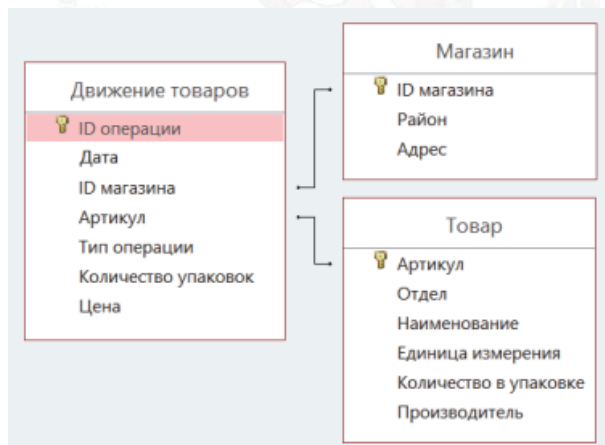 Движение товаров
ID операции
Дата
ID магазина
Артикул
Тип операции
Количество упаковок
Цена
Магазин
ID магазина
Район
Адрес
Товар
Артикул
Отдел
Наименование
Единица измерения
Количество в упаковке
Производитель